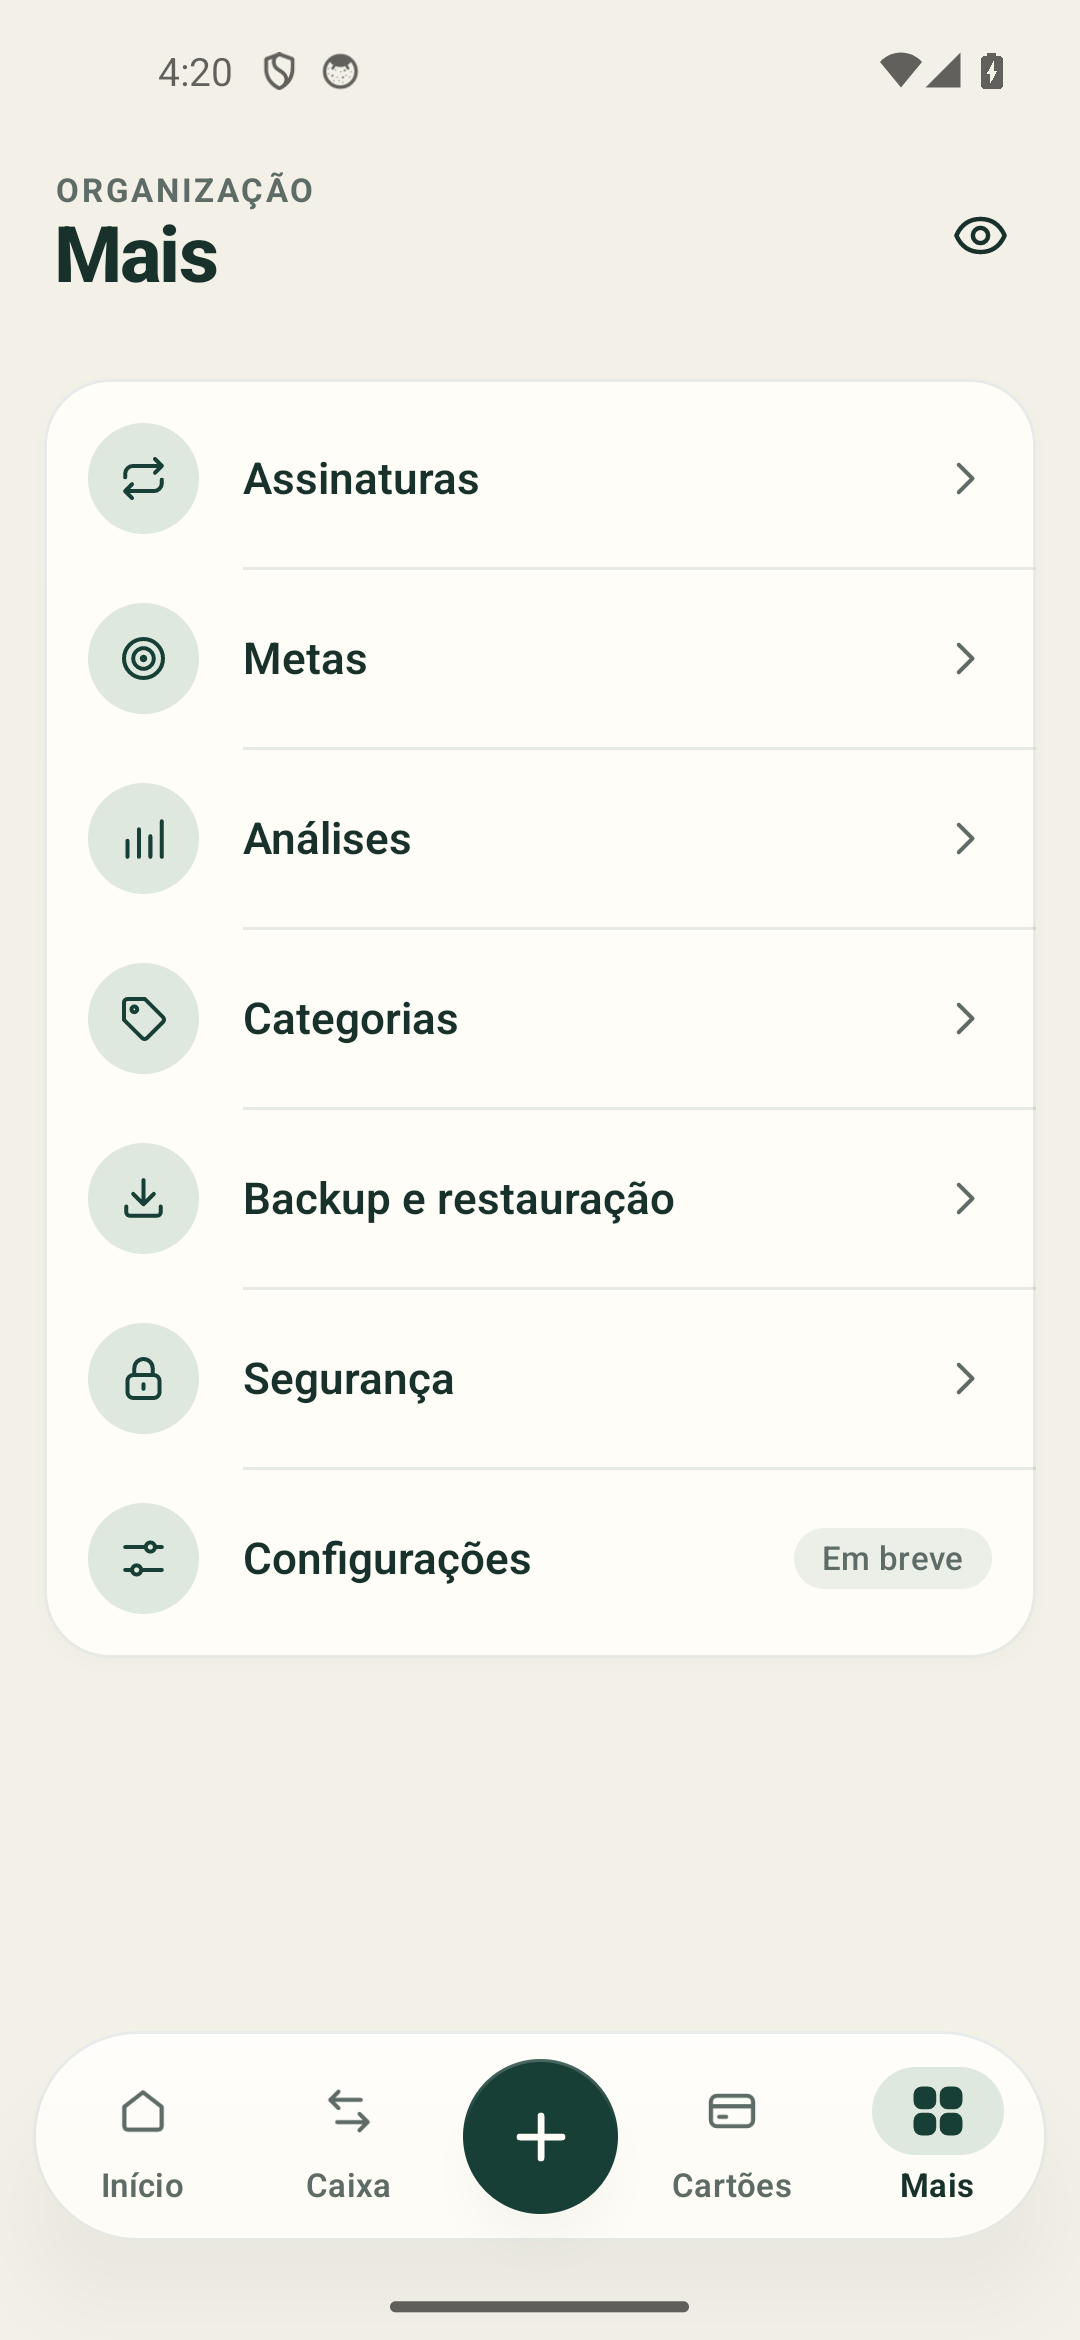 4:20
ORGANIZAÇÃO
Mais
Assinaturas
Metas
Análises
Categorias
Backup e restauração
Segurança
Configurações
Em breve
Início
Caixa
Cartões
Mais